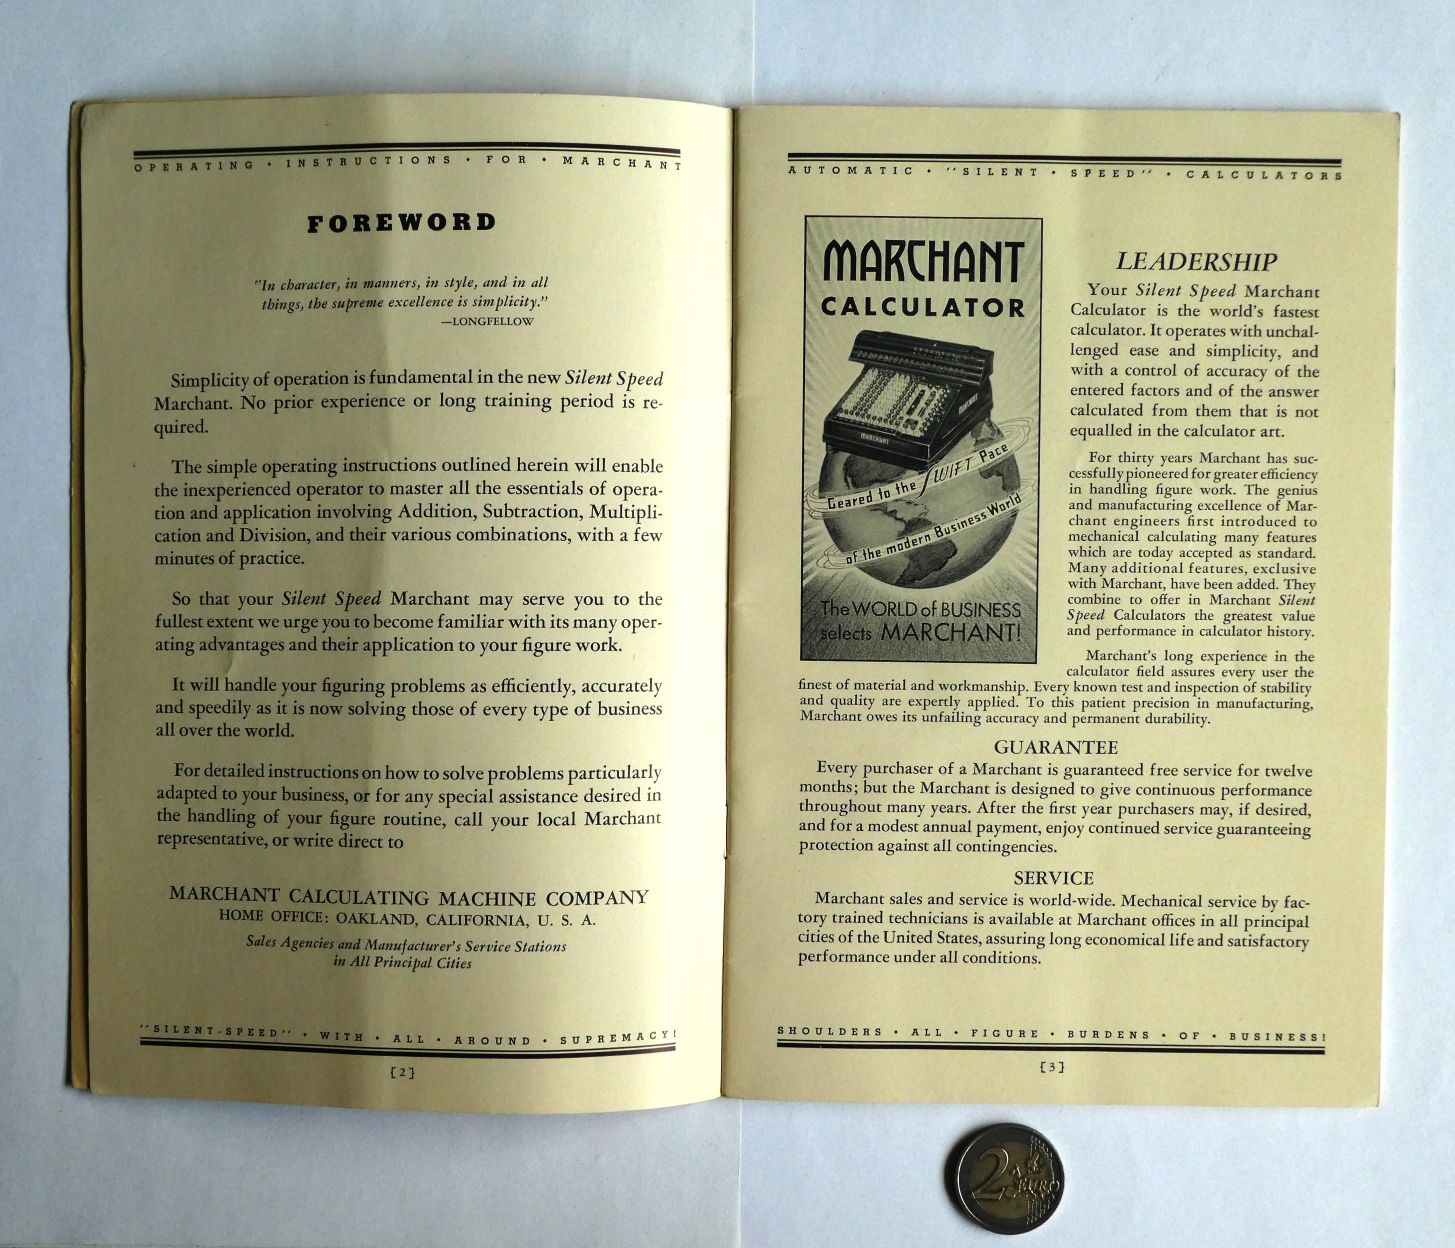 OPERATING · INSTRUCTIONS · FOR · MARCHANT
FOREWORD
"In character, in manners, in style, and in all
things, the supreme excellence is simplicity."
—LONGFELLOW
Simplicity of operation is fundamental in the new Silent Speed
Marchant. No prior experience or long training period is re-
quired.
The simple operating instructions outlined herein will enable
the inexperienced operator to master all the essentials of opera-
tion and application involving Addition, Subtraction, Multipli-
cation and Division, and their various combinations, with a few
minutes of practice.
So that your Silent Speed Marchant may serve you to the
fullest extent we urge you to become familiar with its many oper-
ating advantages and their application to your figure work.
It will handle your figuring problems as efficiently, accurately
and speedily as it is now solving those of every type of business
all over the world.
For detailed instructions on how to solve problems particularly
adapted to your business, or for any special assistance desired in
the handling of your figure routine, call your local Marchant
representative, or write direct to
MARCHANT CALCULATING MACHINE COMPANY
HOME OFFICE: OAKLAND, CALIFORNIA, U. S. A.
Sales Agencies and Manufacturer's Service Stations
in All Principal Cities
"SILENT-SPEED" · WITH · ALL · AROUND · SUPREMACY!
[2]
AUTOMATIC · "SILENT · SPEED" · CALCULATORS
MARCHANT
CALCULATOR
MARCHANT
MARCHANT
Geared to the SWIFT Pace
of the modern Business World
The WORLD of BUSINESS
selects MARCHANT!
LEADERSHIP
Your Silent Speed Marchant
Calculator is the world's fastest
calculator. It operates with unchal-
lenged ease and simplicity, and
with a control of accuracy of the
entered factors and of the answer
calculated from them that is not
equalled in the calculator art.
For thirty years Marchant has suc-
cessfully pioneered for greater efficiency
in handling figure work. The genius
and manufacturing excellence of Mar-
chant engineers first introduced to
mechanical calculating many features
which are today accepted as standard.
Many additional features, exclusive
with Marchant, have been added. They
combine to offer in Marchant Silent
Speed Calculators the greatest value
and performance in calculator history.
Marchant's long experience in the
calculator field assures every user the
finest of material and workmanship. Every known test and inspection of stability
and quality are expertly applied. To this patient precision in manufacturing,
Marchant owes its unfailing accuracy and permanent durability.
GUARANTEE
Every purchaser of a Marchant is guaranteed free service for twelve
months; but the Marchant is designed to give continuous performance
throughout many years. After the first year purchasers may, if desired,
and for a modest annual payment, enjoy continued service guaranteeing
protection against all contingencies.
SERVICE
Marchant sales and service is world-wide. Mechanical service by fac-
tory trained technicians is available at Marchant offices in all principal
cities of the United States, assuring long economical life and satisfactory
performance under all conditions.
SHOULDERS · ALL · FIGURE · BURDENS · OF · BUSINESS!
[3]
2 EURO